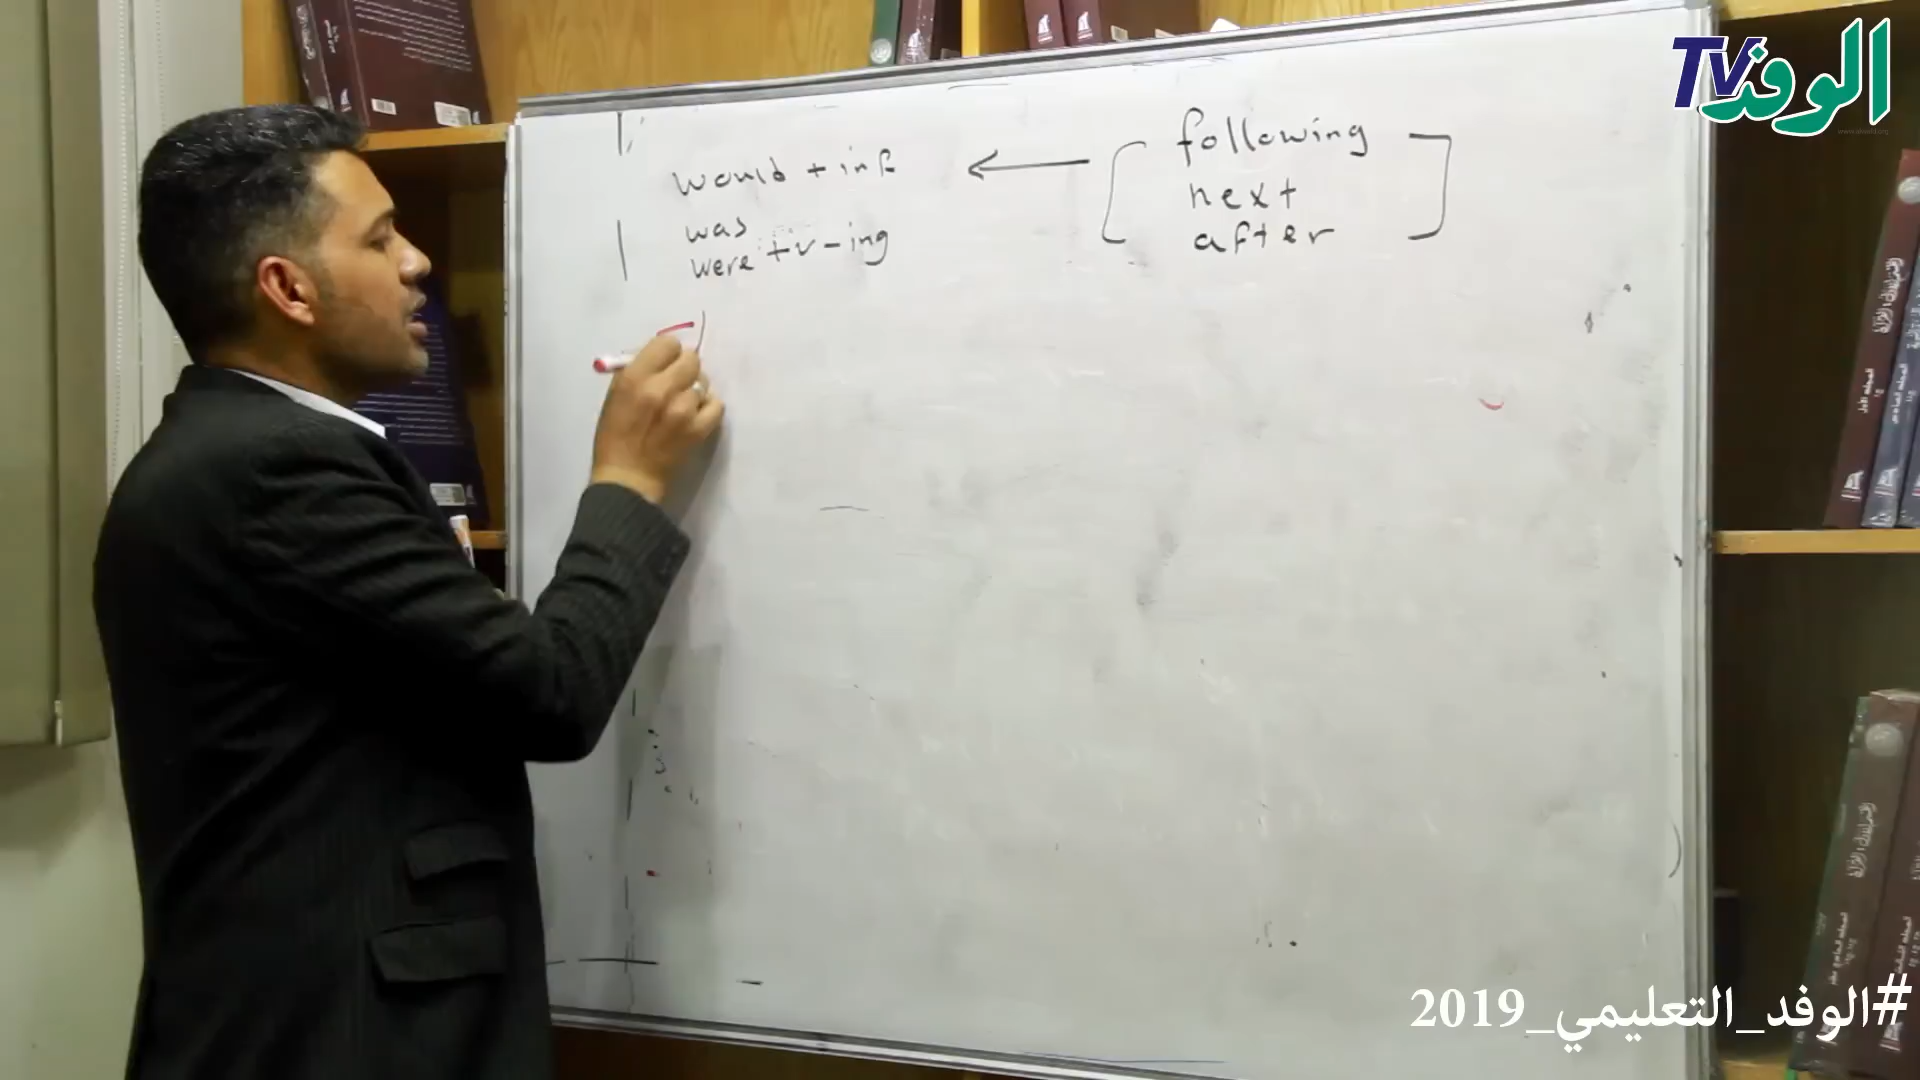 الوفد TV
would + inf ← following
next
after
was
were + v - ing
#الوفد_التعليمي_2019